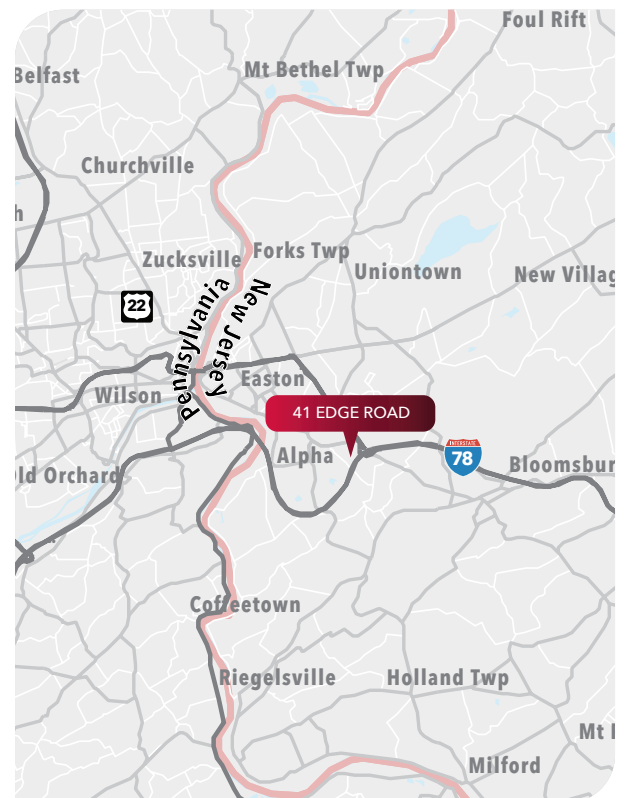 Foul Rift
Mt Bethel Twp
Belfast
Churchville
h
Zucksville
Forks Twp
Uniontown
New Villag
22
Pennsylvania
New Jersey
Easton
Wilson
41 EDGE ROAD
Alpha
INTERSTATE
78
ld Orchard
Bloomsbur
Coffeetown
Riegelsville
Holland Twp
Mt
Milford